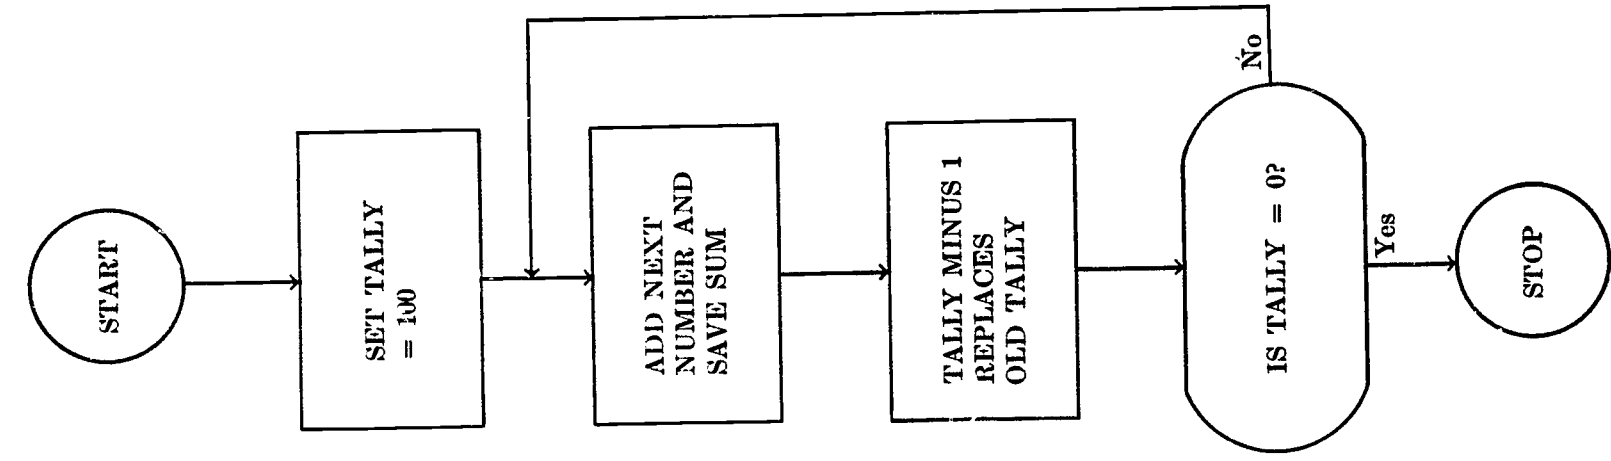 START
SET TALLY
= 100
ADD NEXT
NUMBER AND
SAVE SUM
TALLY MINUS 1
REPLACES
OLD TALLY
IS TALLY = 0?
No
Yes
STOP